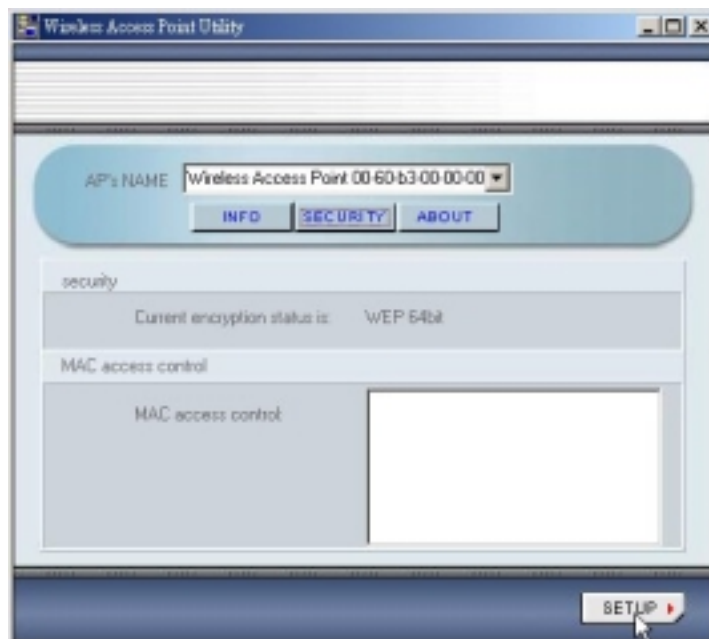 Wireless Access Point Utility
AP's NAME Wireless Access Point 00-60-b3-00-00-00
INFO SECURITY ABOUT
security
Current encryption status is: WEP 64bit
MAC access control
MAC access control:
SETUP